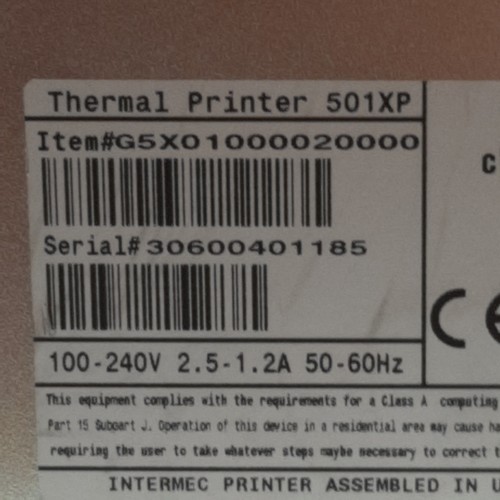 Thermal Printer 501XP
Item#G5X01000020000
C
Serial#30600401185
CE
100-240V 2.5-1.2A 50-60Hz
This equipment complies with the requirements for a Class A computing
Part 15 Subpart J. Operation of this device in a residential area may cause ha
requiring the user to take whatever steps maybe necessary to correct t
INTERMEC PRINTER ASSEMBLED IN U